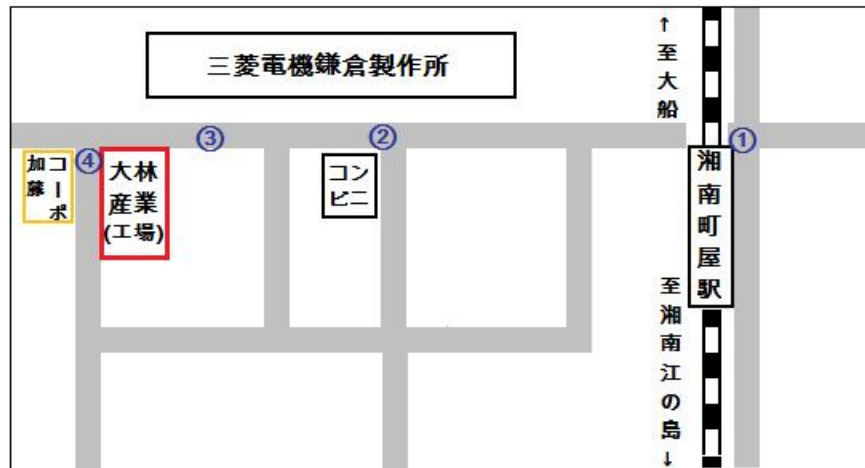 三菱電機鎌倉製作所
↑至大船
①
②
③
④
コーポ
加藤
大林
産業
(工場)
コン
ビニ
湘南町屋駅
至湘南江の島↓